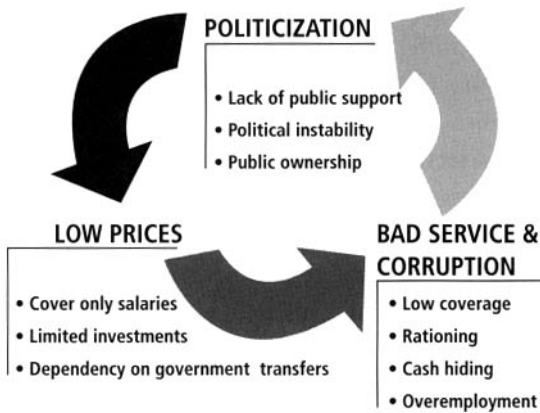 POLITICIZATION
• Lack of public support
• Political instability
• Public ownership
LOW PRICES
• Cover only salaries
• Limited investments
• Dependency on government transfers
BAD SERVICE &
CORRUPTION
• Low coverage
• Rationing
• Cash hiding
• Overemployment